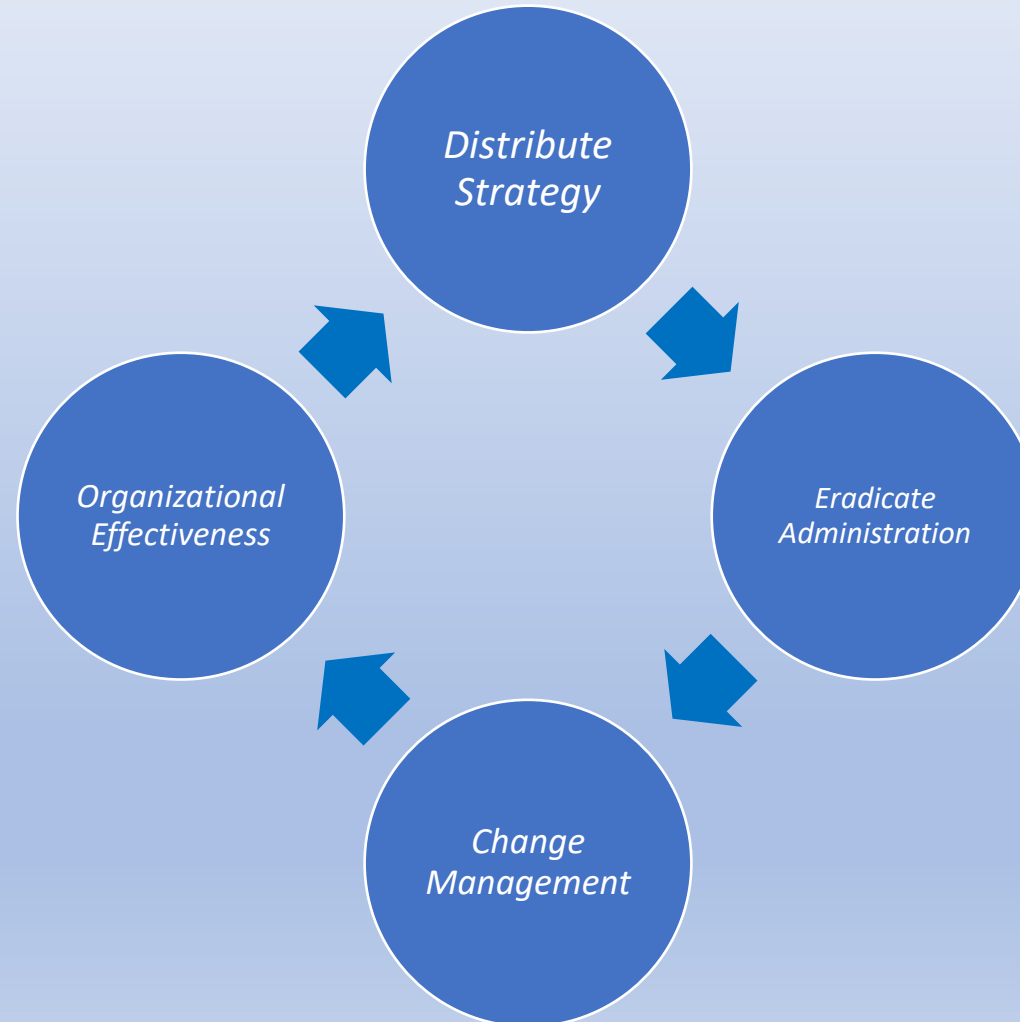 Distribute
Strategy
Eradicate
Administration
Change
Management
Organizational
Effectiveness